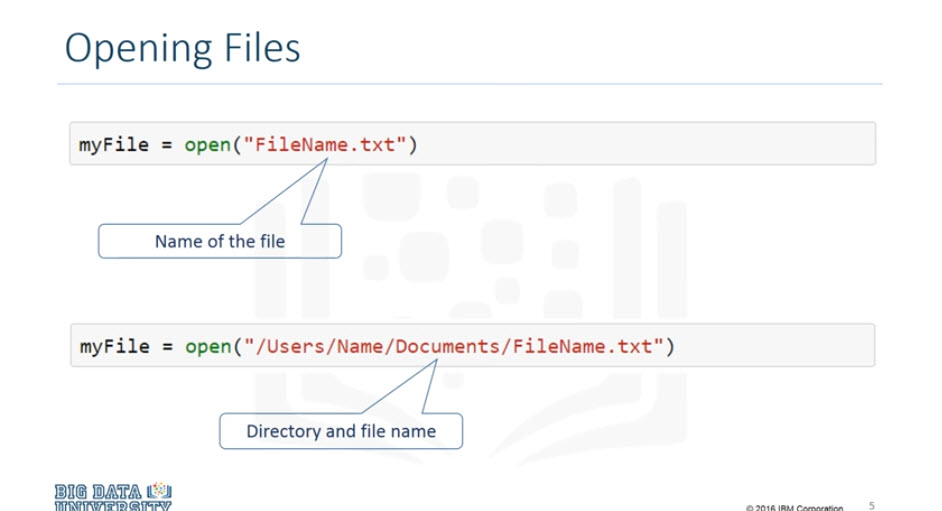 Opening Files
myFile = open("FileName.txt")
Name of the file
myFile = open("/Users/Name/Documents/FileName.txt")
Directory and file name
BIG DATA
UNIVERSITY
© 2016 IBM Corporation
5